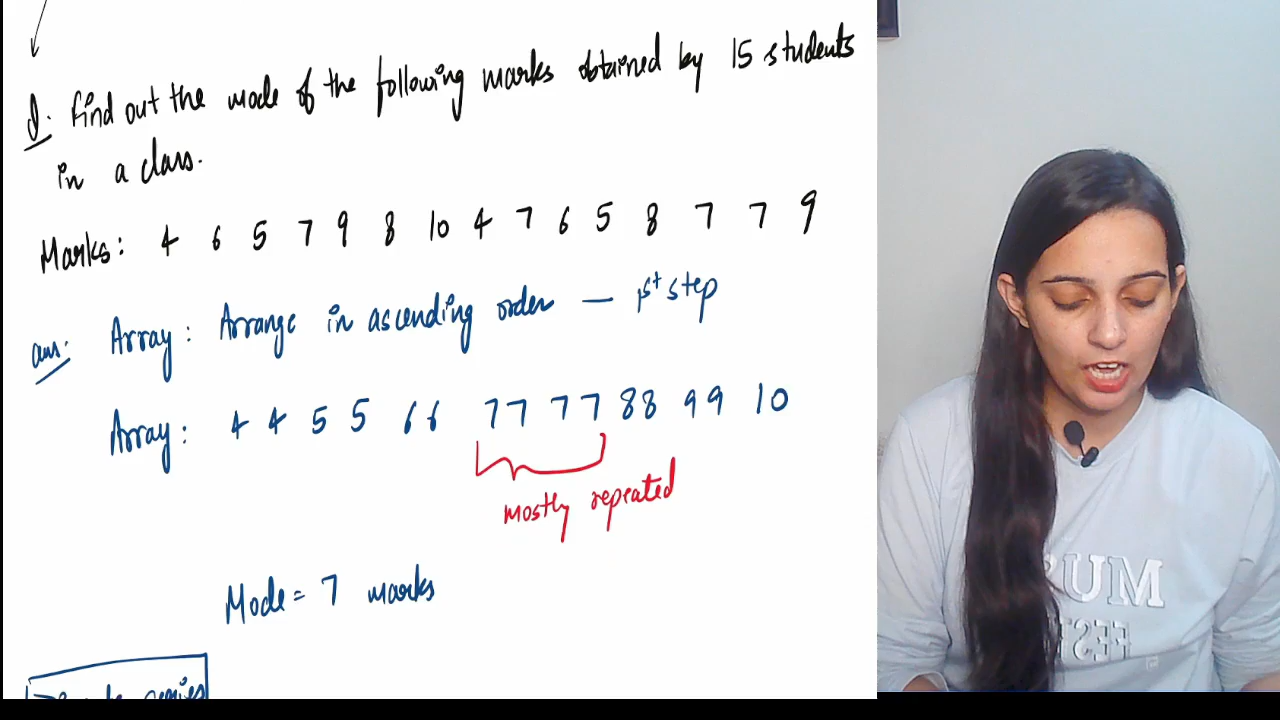 Q. Find out the mode of the following marks obtained by 15 students
in a class.
Marks: 4 6 5 7 9 8 10 4 7 6 5 8 7 7 9
ans. Array: Arrange in ascending order — 1st step
Array: 4 4 5 5 6 6 7 7 7 7 8 8 9 9 10
mostly repeated
Mode = 7 marks
series
RUM